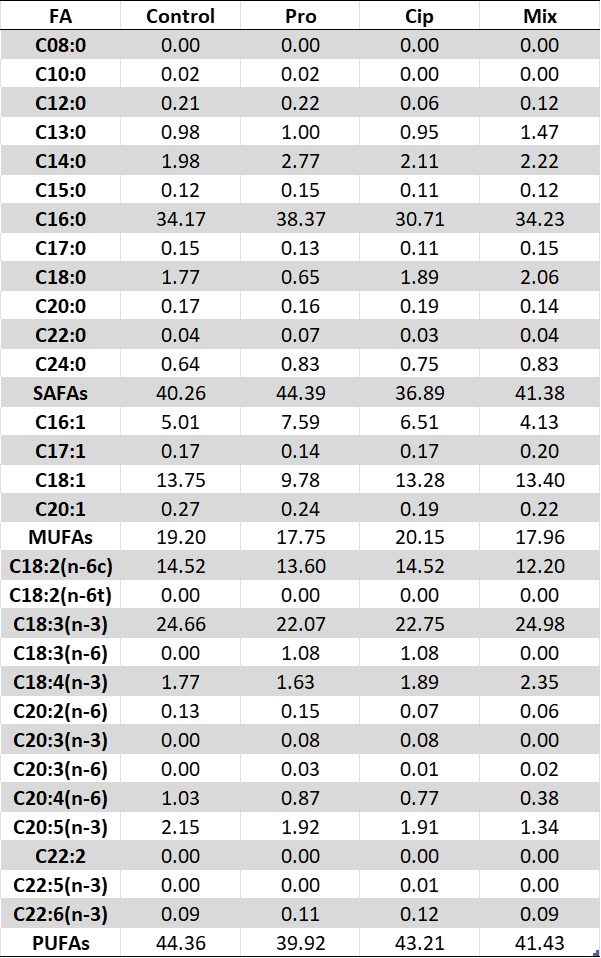 FA Control Pro Cip Mix
C08:0 0.00 0.00 0.00 0.00
C10:0 0.02 0.02 0.00 0.00
C12:0 0.21 0.22 0.06 0.12
C13:0 0.98 1.00 0.95 1.47
C14:0 1.98 2.77 2.11 2.22
C15:0 0.12 0.15 0.11 0.12
C16:0 34.17 38.37 30.71 34.23
C17:0 0.15 0.13 0.11 0.15
C18:0 1.77 0.65 1.89 2.06
C20:0 0.17 0.16 0.19 0.14
C22:0 0.04 0.07 0.03 0.04
C24:0 0.64 0.83 0.75 0.83
SAFAs 40.26 44.39 36.89 41.38
C16:1 5.01 7.59 6.51 4.13
C17:1 0.17 0.14 0.17 0.20
C18:1 13.75 9.78 13.28 13.40
C20:1 0.27 0.24 0.19 0.22
MUFAs 19.20 17.75 20.15 17.96
C18:2(n-6c) 14.52 13.60 14.52 12.20
C18:2(n-6t) 0.00 0.00 0.00 0.00
C18:3(n-3) 24.66 22.07 22.75 24.98
C18:3(n-6) 0.00 1.08 1.08 0.00
C18:4(n-3) 1.77 1.63 1.89 2.35
C20:2(n-6) 0.13 0.15 0.07 0.06
C20:3(n-3) 0.00 0.08 0.08 0.00
C20:3(n-6) 0.00 0.03 0.01 0.02
C20:4(n-6) 1.03 0.87 0.77 0.38
C20:5(n-3) 2.15 1.92 1.91 1.34
C22:2 0.00 0.00 0.00 0.00
C22:5(n-3) 0.00 0.00 0.01 0.00
C22:6(n-3) 0.09 0.11 0.12 0.09
PUFAs 44.36 39.92 43.21 41.43